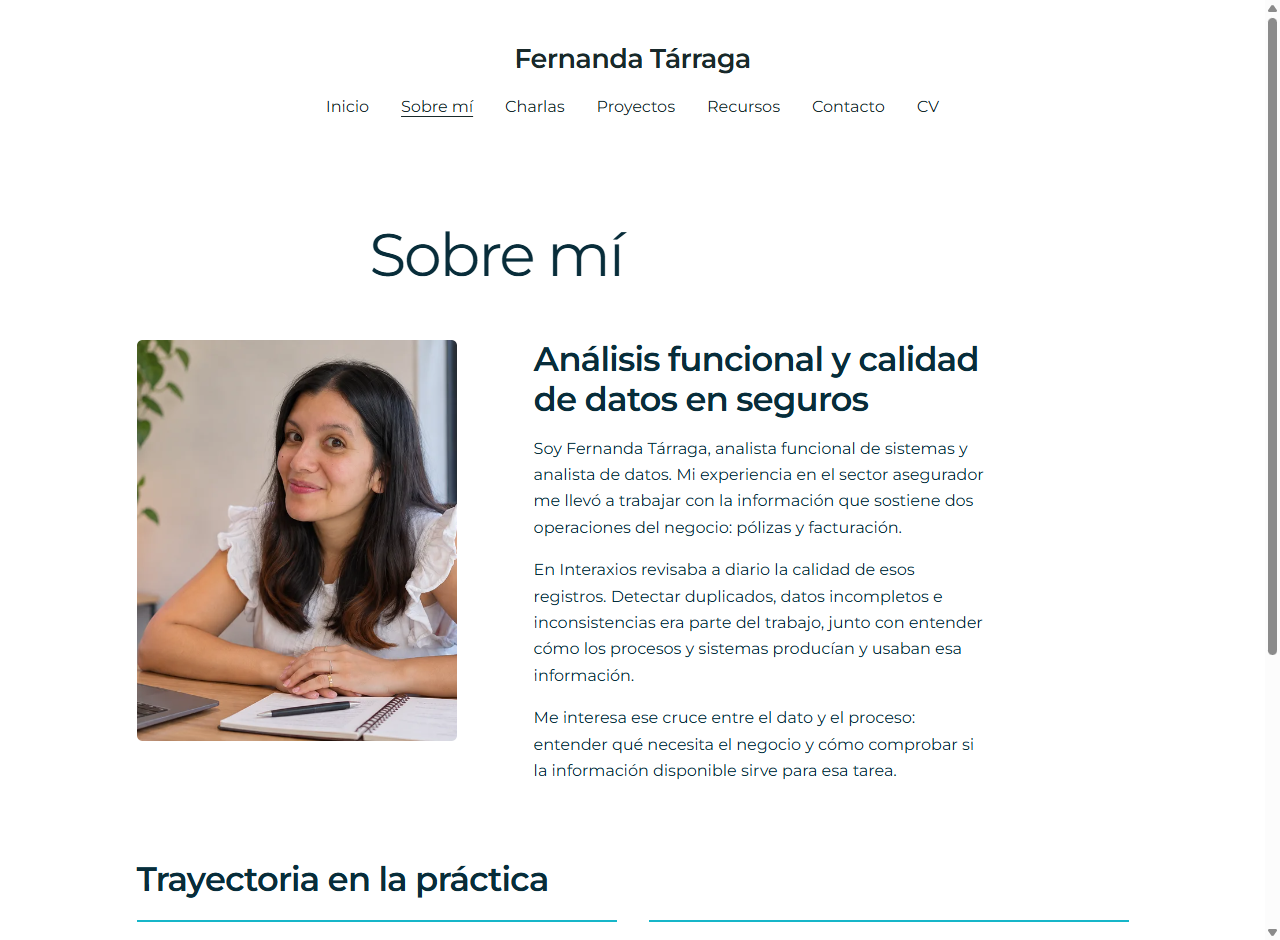 Fernanda Tárraga
Inicio Sobre mí Charlas Proyectos Recursos Contacto CV
Sobre mí
Análisis funcional y calidad
de datos en seguros
Soy Fernanda Tárraga, analista funcional de sistemas y
analista de datos. Mi experiencia en el sector asegurador
me llevó a trabajar con la información que sostiene dos
operaciones del negocio: pólizas y facturación.
En Interaxios revisaba a diario la calidad de esos
registros. Detectar duplicados, datos incompletos e
inconsistencias era parte del trabajo, junto con entender
cómo los procesos y sistemas producían y usaban esa
información.
Me interesa ese cruce entre el dato y el proceso:
entender qué necesita el negocio y cómo comprobar si
la información disponible sirve para esa tarea.
Trayectoria en la práctica